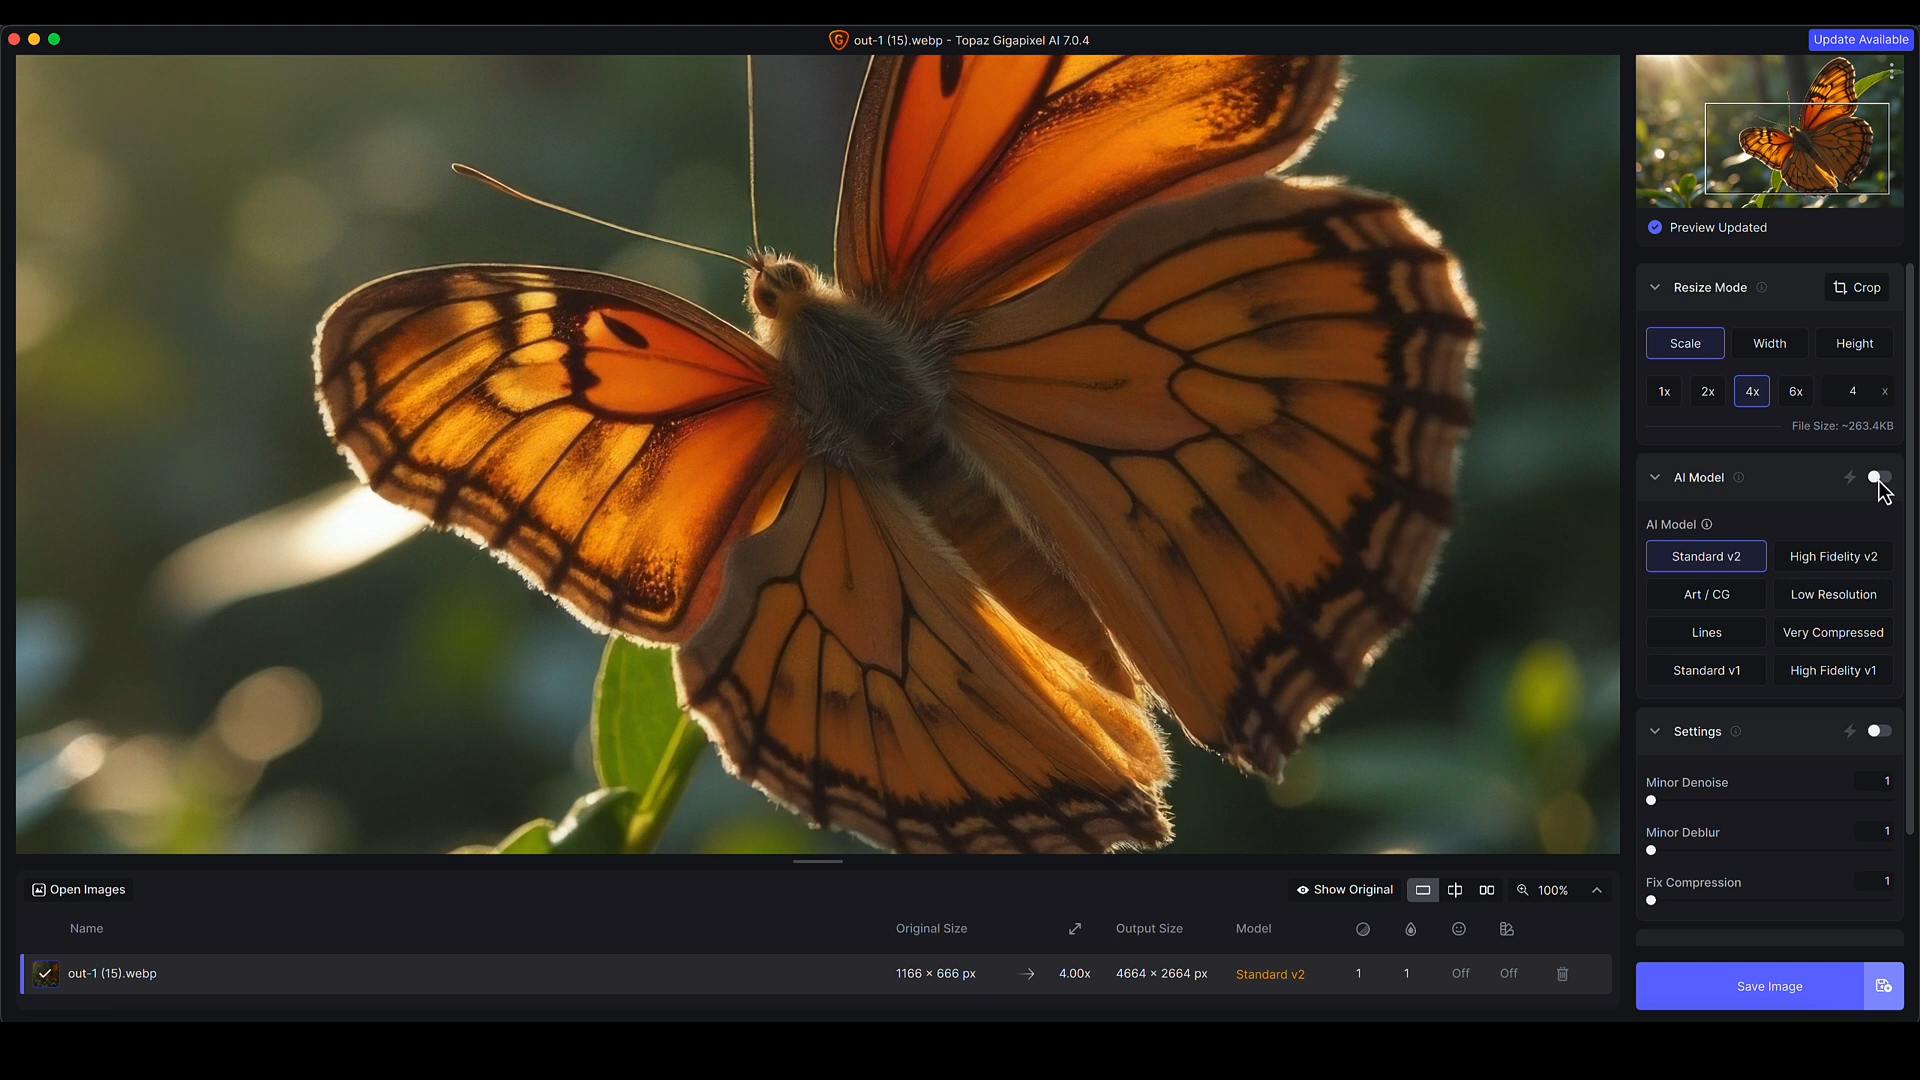 out-1 (15).webp - Topaz Gigapixel AI 7.0.4
Update Available
Preview Updated
Resize Mode
Crop
Scale Width Height
1x 2x 4x 6x 4 x
File Size: ~263.4KB
AI Model
AI Model
Standard v2 High Fidelity v2
Art / CG Low Resolution
Lines Very Compressed
Standard v1 High Fidelity v1
Settings
Minor Denoise 1
Minor Deblur 1
Fix Compression 1
Save Image
Open Images
Show Original
100%
Name Original Size Output Size Model
out-1 (15).webp 1166 × 666 px → 4.00x 4664 × 2664 px Standard v2 1 1 Off Off